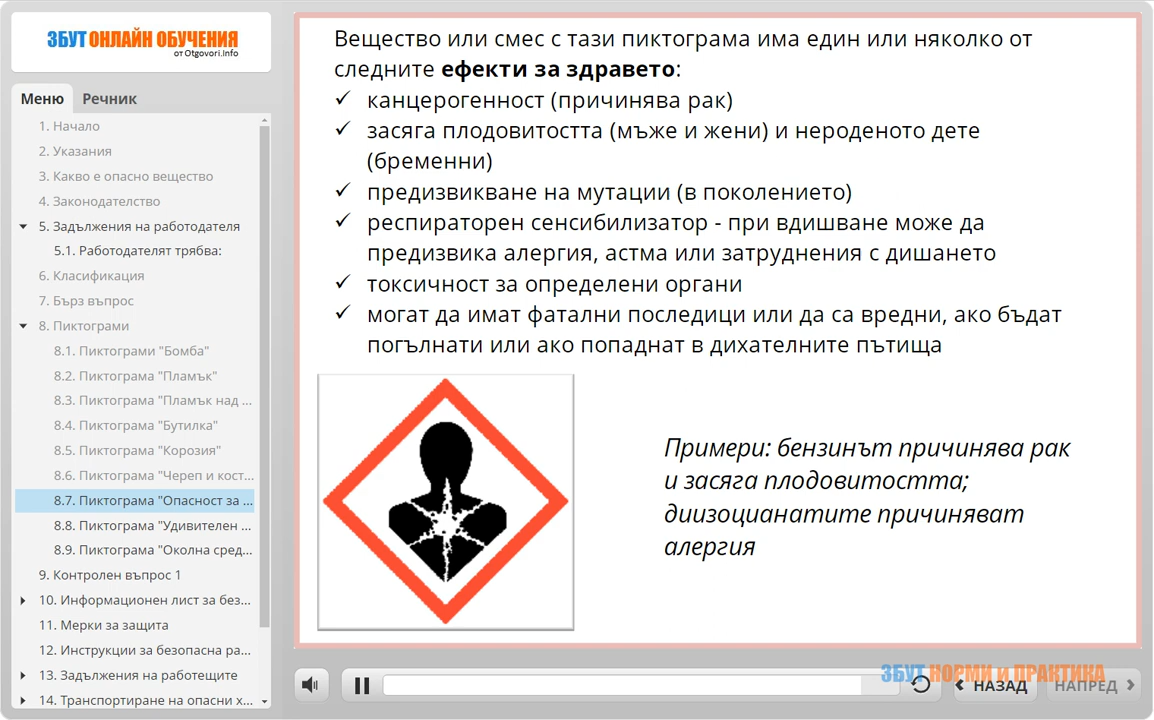 ЗБУТ ОНЛАЙН ОБУЧЕНИЯ
от Otgovori.Info
Меню
Речник
1. Начало
2. Указания
3. Какво е опасно вещество
4. Законодателство
5. Задължения на работодателя
5.1. Работодателят трябва:
6. Класификация
7. Бърз въпрос
8. Пиктограми
8.1. Пиктограми "Бомба"
8.2. Пиктограма "Пламък"
8.3. Пиктограма "Пламък над ...
8.4. Пиктограма "Бутилка"
8.5. Пиктограма "Корозия"
8.6. Пиктограма "Череп и кост...
8.7. Пиктограма "Опасност за ...
8.8. Пиктограма "Удивителен ...
8.9. Пиктограма "Околна сред...
9. Контролен въпрос 1
10. Информационен лист за без...
11. Мерки за защита
12. Инструкции за безопасна ра...
13. Задължения на работещите
14. Транспортиране на опасни х...
Вещество или смес с тази пиктограма има един или няколко от
следните ефекти за здравето:
✓ канцерогенност (причинява рак)
✓ засяга плодовитостта (мъже и жени) и нероденото дете
(бременни)
✓ предизвикване на мутации (в поколението)
✓ респираторен сенсибилизатор - при вдишване може да
предизвика алергия, астма или затруднения с дишането
✓ токсичност за определени органи
✓ могат да имат фатални последици или да са вредни, ако бъдат
погълнати или ако попаднат в дихателните пътища
Примери: бензинът причинява рак
и засяга плодовитостта;
диизоцианатите причиняват
алергия
ЗБУТ НОРМИ и ПРАКТИКА
НАЗАД
НАПРЕД